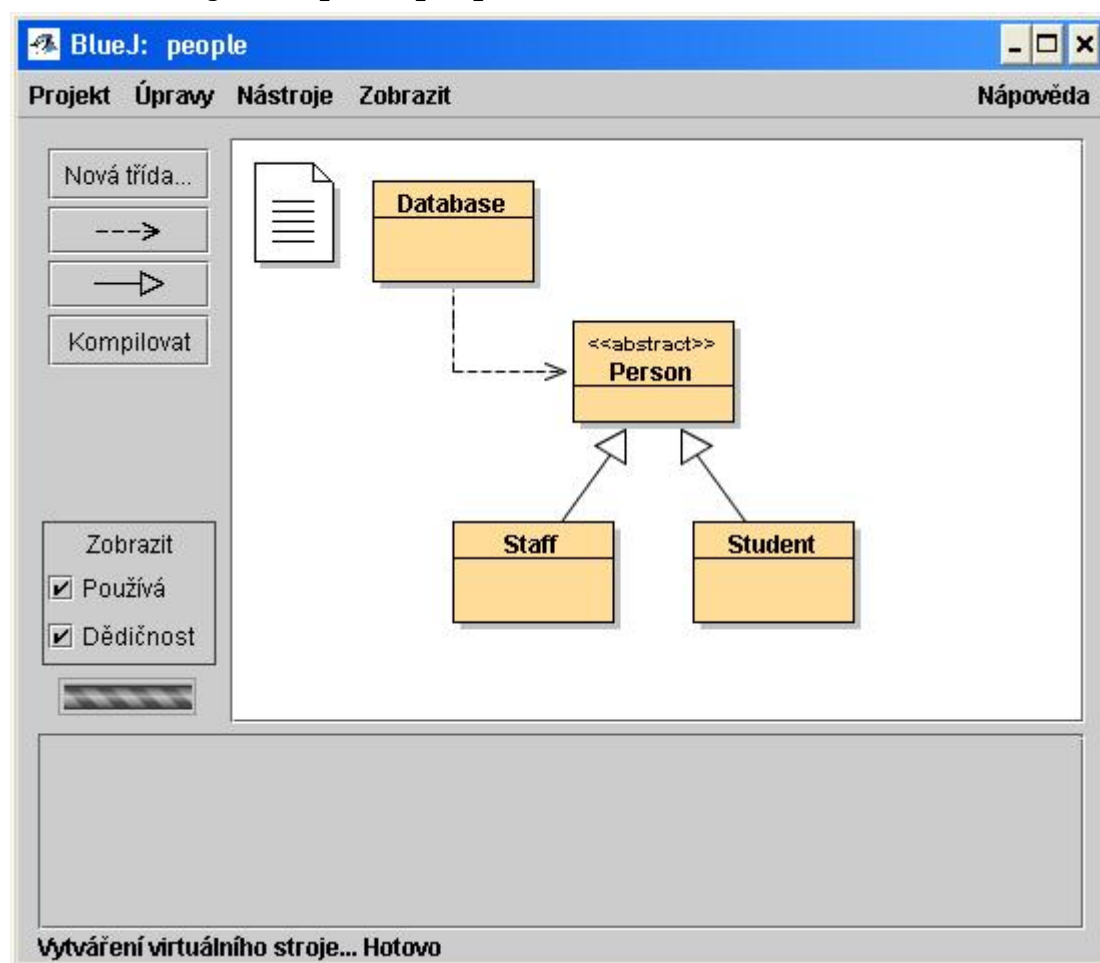 BlueJ: people
Projekt Úpravy Nástroje Zobrazit Nápověda
Nová třída...
Kompilovat
Zobrazit
Používá
Dědičnost
Database
<<abstract>>
Person
Staff
Student
Vytváření virtuálního stroje... Hotovo